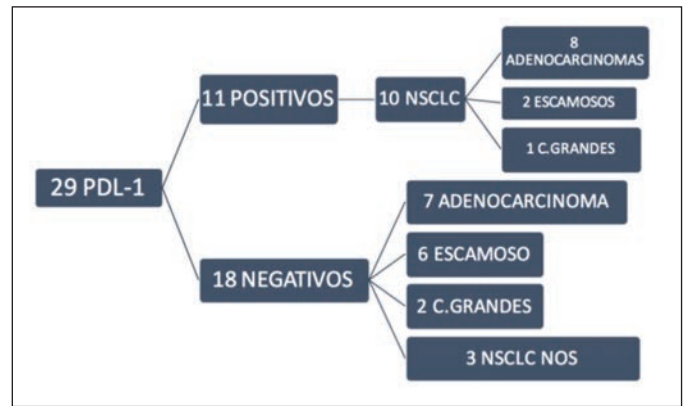 29 PDL-1
11 POSITIVOS
10 NSCLC
8
ADENOCARCINOMAS
2 ESCAMOSOS
1 C.GRANDES
18 NEGATIVOS
7 ADENOCARCINOMA
6 ESCAMOSO
2 C.GRANDES
3 NSCLC NOS